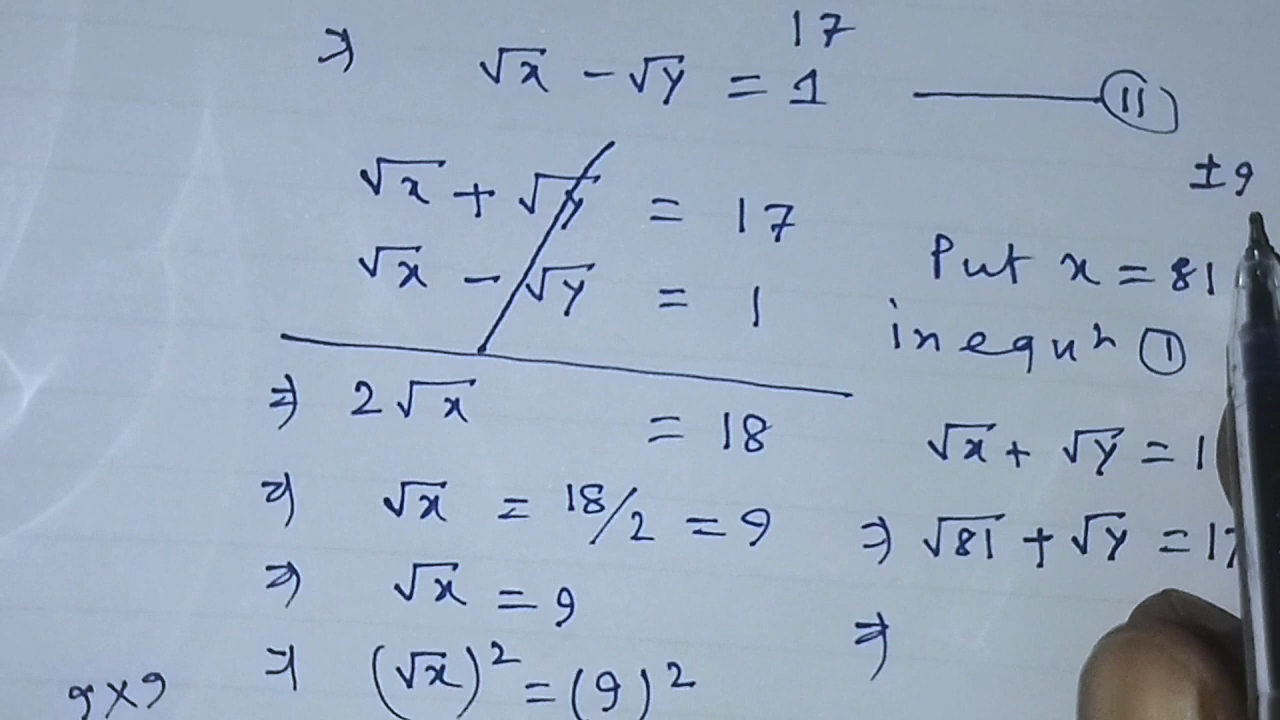 17
⇒ √x − √y = 1 ——— (II)
√x + √y = 17
√x − √y = 1
⇒ 2√x = 18
⇒ √x = 18/2 = 9
⇒ √x = 9
⇒ (√x)² = (9)²
9×9
±9
Put x = 81
in equn (1)
√x + √y = 1
⇒ √81 + √y = 17
⇒